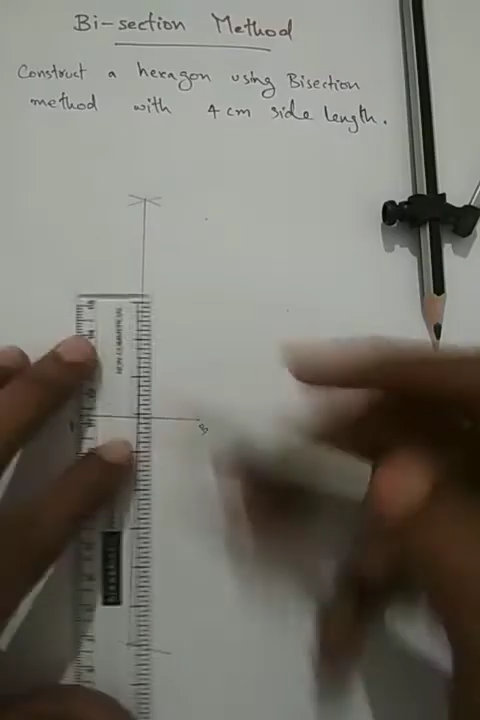 Bi-section Method
Construct a hexagon using Bisection
method with 4 cm side length.
B